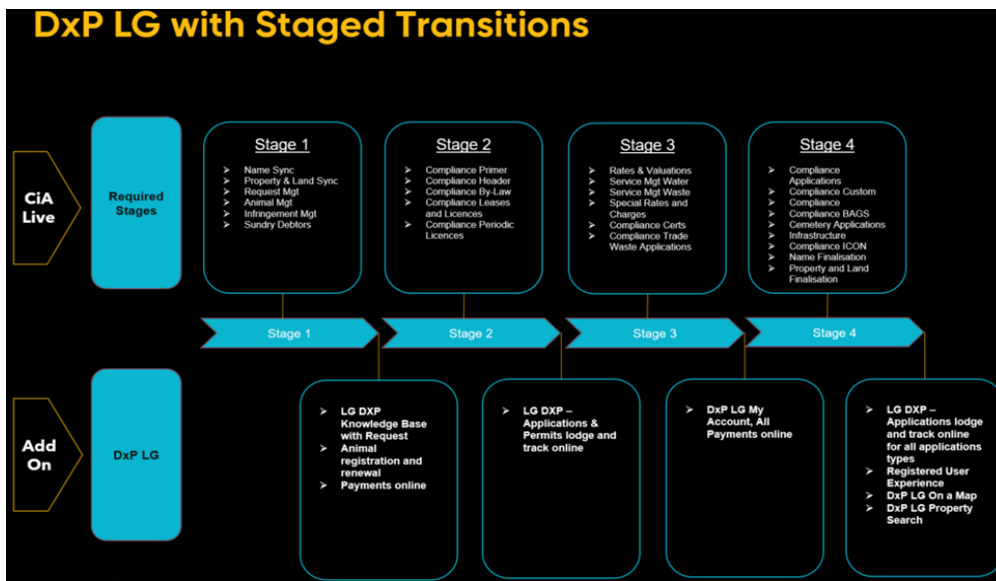 DxP LG with Staged Transitions
CiA
Live
Required
Stages
Stage 1
➢ Name Sync
➢ Property & Land Sync
➢ Request Mgt
➢ Animal Mgt
➢ Infringement Mgt
➢ Sundry Debtors
Stage 2
➢ Compliance Primer
➢ Compliance Header
➢ Compliance By-Law
➢ Compliance Leases
and Licences
➢ Compliance Periodic
Licences
Stage 3
➢ Rates & Valuations
➢ Service Mgt Water
➢ Service Mgt Waste
➢ Special Rates and
Charges
➢ Compliance Certs
➢ Compliance Trade
Waste Applications
Stage 4
➢ Compliance
Applications
➢ Compliance Custom
➢ Compliance
➢ Compliance BAGS
➢ Cemetery Applications
➢ Infrastructure
➢ Compliance ICON
➢ Name Finalisation
➢ Property and Land
Finalisation
Stage 1
Stage 2
Stage 3
Stage 4
Add
On
DxP LG
➢ LG DXP
Knowledge Base
with Request
➢ Animal
registration and
renewal
➢ Payments online
➢ LG DXP –
Applications &
Permits lodge and
track online
➢ DxP LG My
Account, All
Payments online
➢ LG DXP –
Applications lodge
and track online
for all applications
types
➢ Registered User
Experience
➢ DxP LG On a Map
➢ DxP LG Property
Search